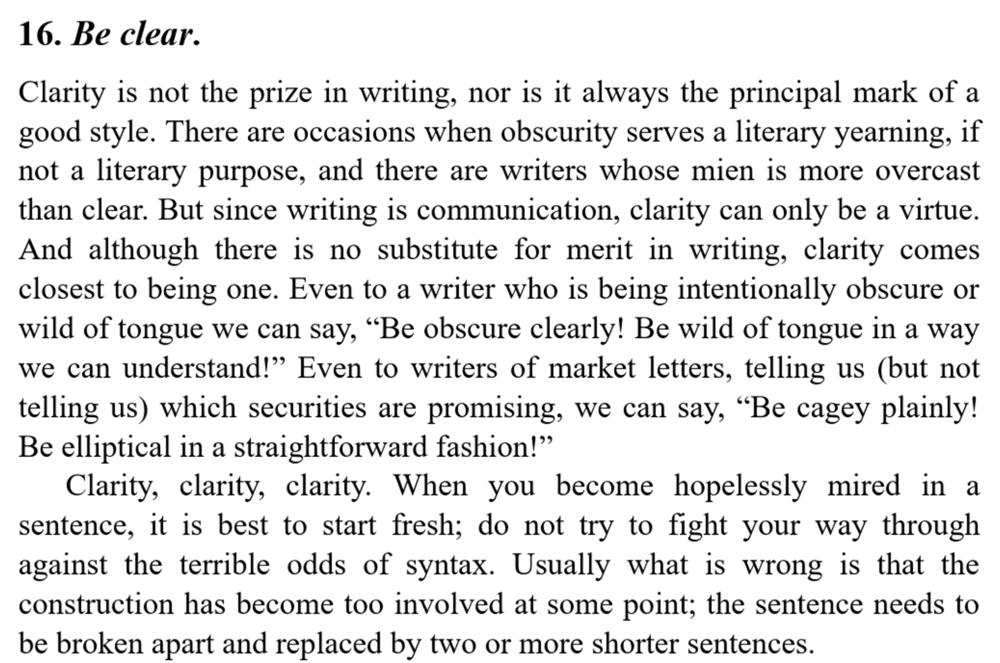 16. Be clear.
Clarity is not the prize in writing, nor is it always the principal mark of a
good style. There are occasions when obscurity serves a literary yearning, if
not a literary purpose, and there are writers whose mien is more overcast
than clear. But since writing is communication, clarity can only be a virtue.
And although there is no substitute for merit in writing, clarity comes
closest to being one. Even to a writer who is being intentionally obscure or
wild of tongue we can say, “Be obscure clearly! Be wild of tongue in a way
we can understand!” Even to writers of market letters, telling us (but not
telling us) which securities are promising, we can say, “Be cagey plainly!
Be elliptical in a straightforward fashion!”
Clarity, clarity, clarity. When you become hopelessly mired in a
sentence, it is best to start fresh; do not try to fight your way through
against the terrible odds of syntax. Usually what is wrong is that the
construction has become too involved at some point; the sentence needs to
be broken apart and replaced by two or more shorter sentences.